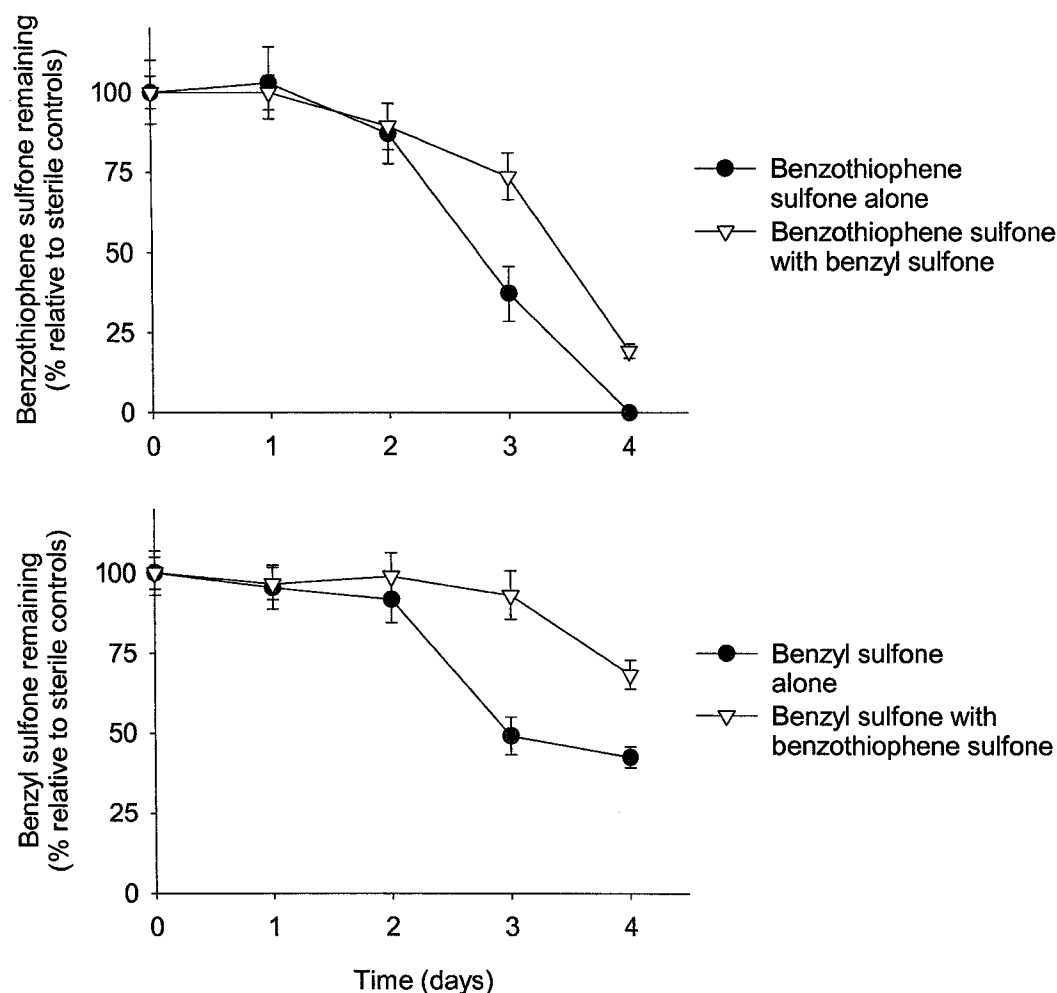 Benzothiophene sulfone remaining
(% relative to sterile controls)
100
75
50
25
0
0 1 2 3 4
Benzothiophene
sulfone alone
Benzothiophene sulfone
with benzyl sulfone
Benzyl sulfone remaining
(% relative to sterile controls)
100
75
50
25
0
0 1 2 3 4
Time (days)
Benzyl sulfone
alone
Benzyl sulfone with
benzothiophene sulfone